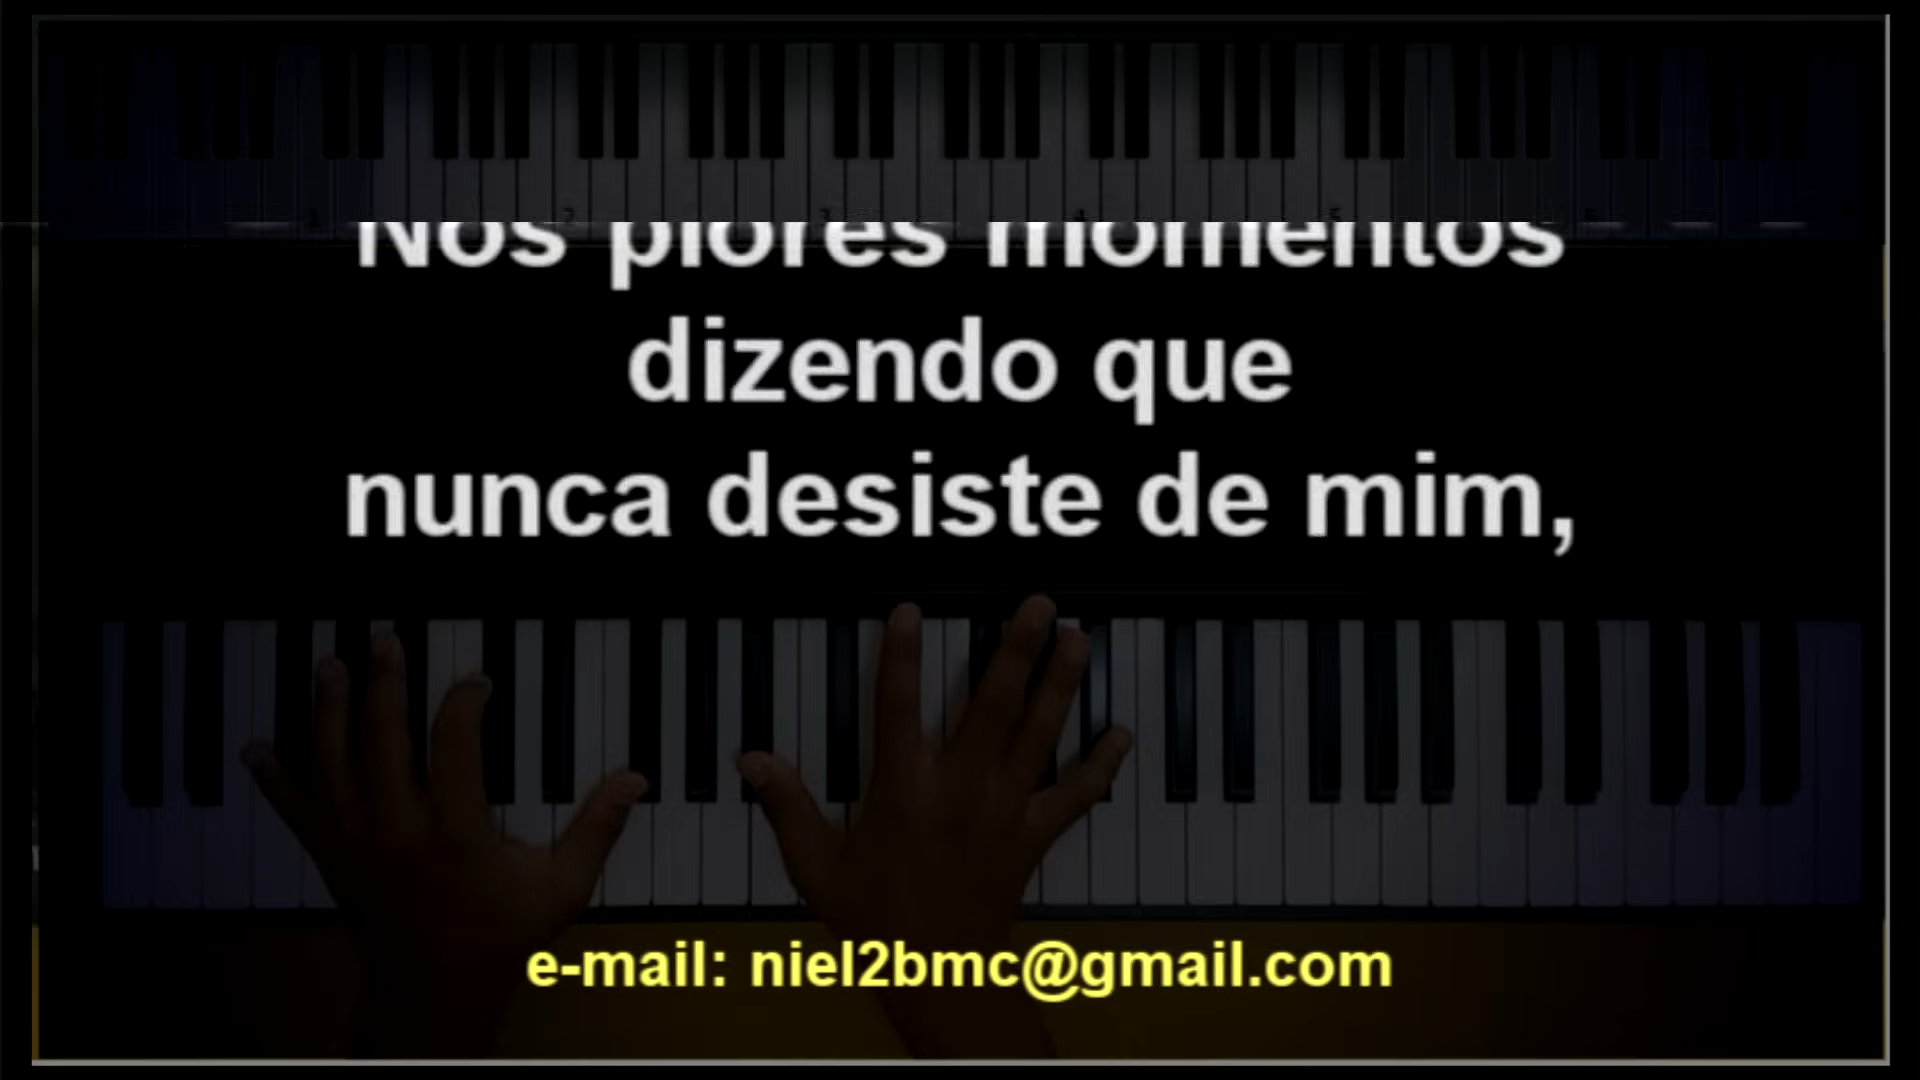 Nos piores momentos
dizendo que
nunca desiste de mim,
e-mail: niel2bmc@gmail.com